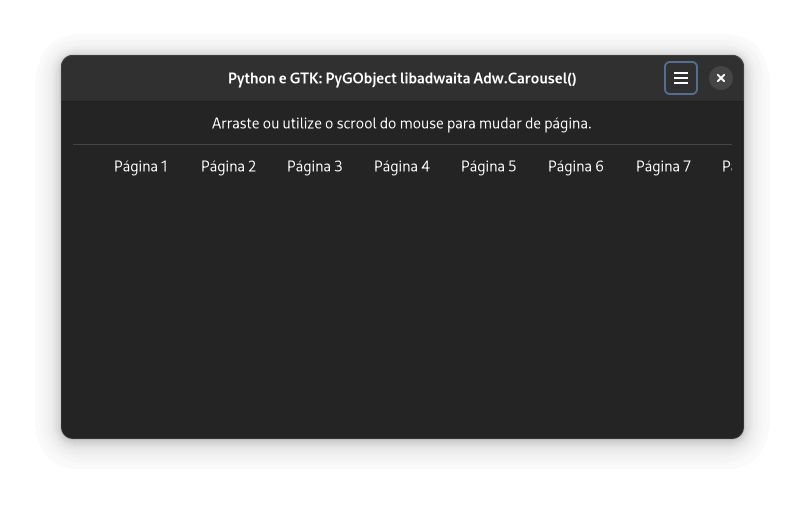 Python e GTK: PyGObject libadwaita Adw.Carousel()
Arraste ou utilize o scrool do mouse para mudar de página.
Página 1 Página 2 Página 3 Página 4 Página 5 Página 6 Página 7